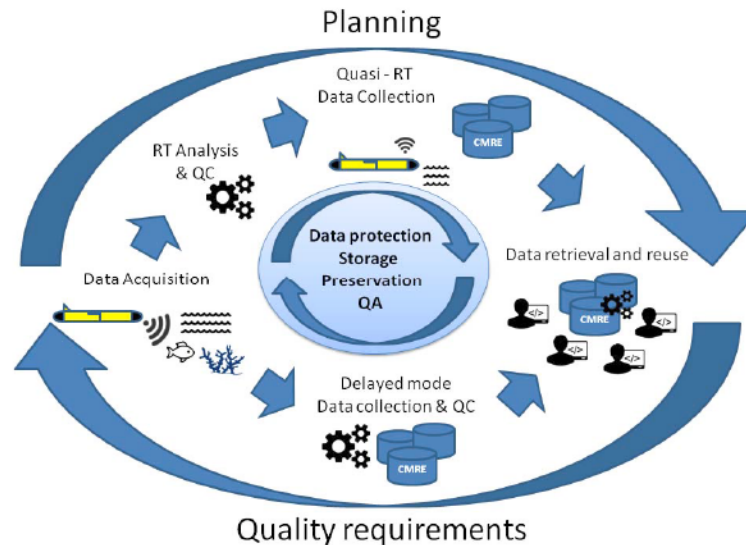 Planning
Quasi - RT
Data Collection
CMRE
RT Analysis
& QC
Data protection
Storage
Preservation
QA
Data Acquisition
Data retrieval and reuse
CMRE
</>
</>
</>
</>
Delayed mode
Data collection & QC
CMRE
Quality requirements